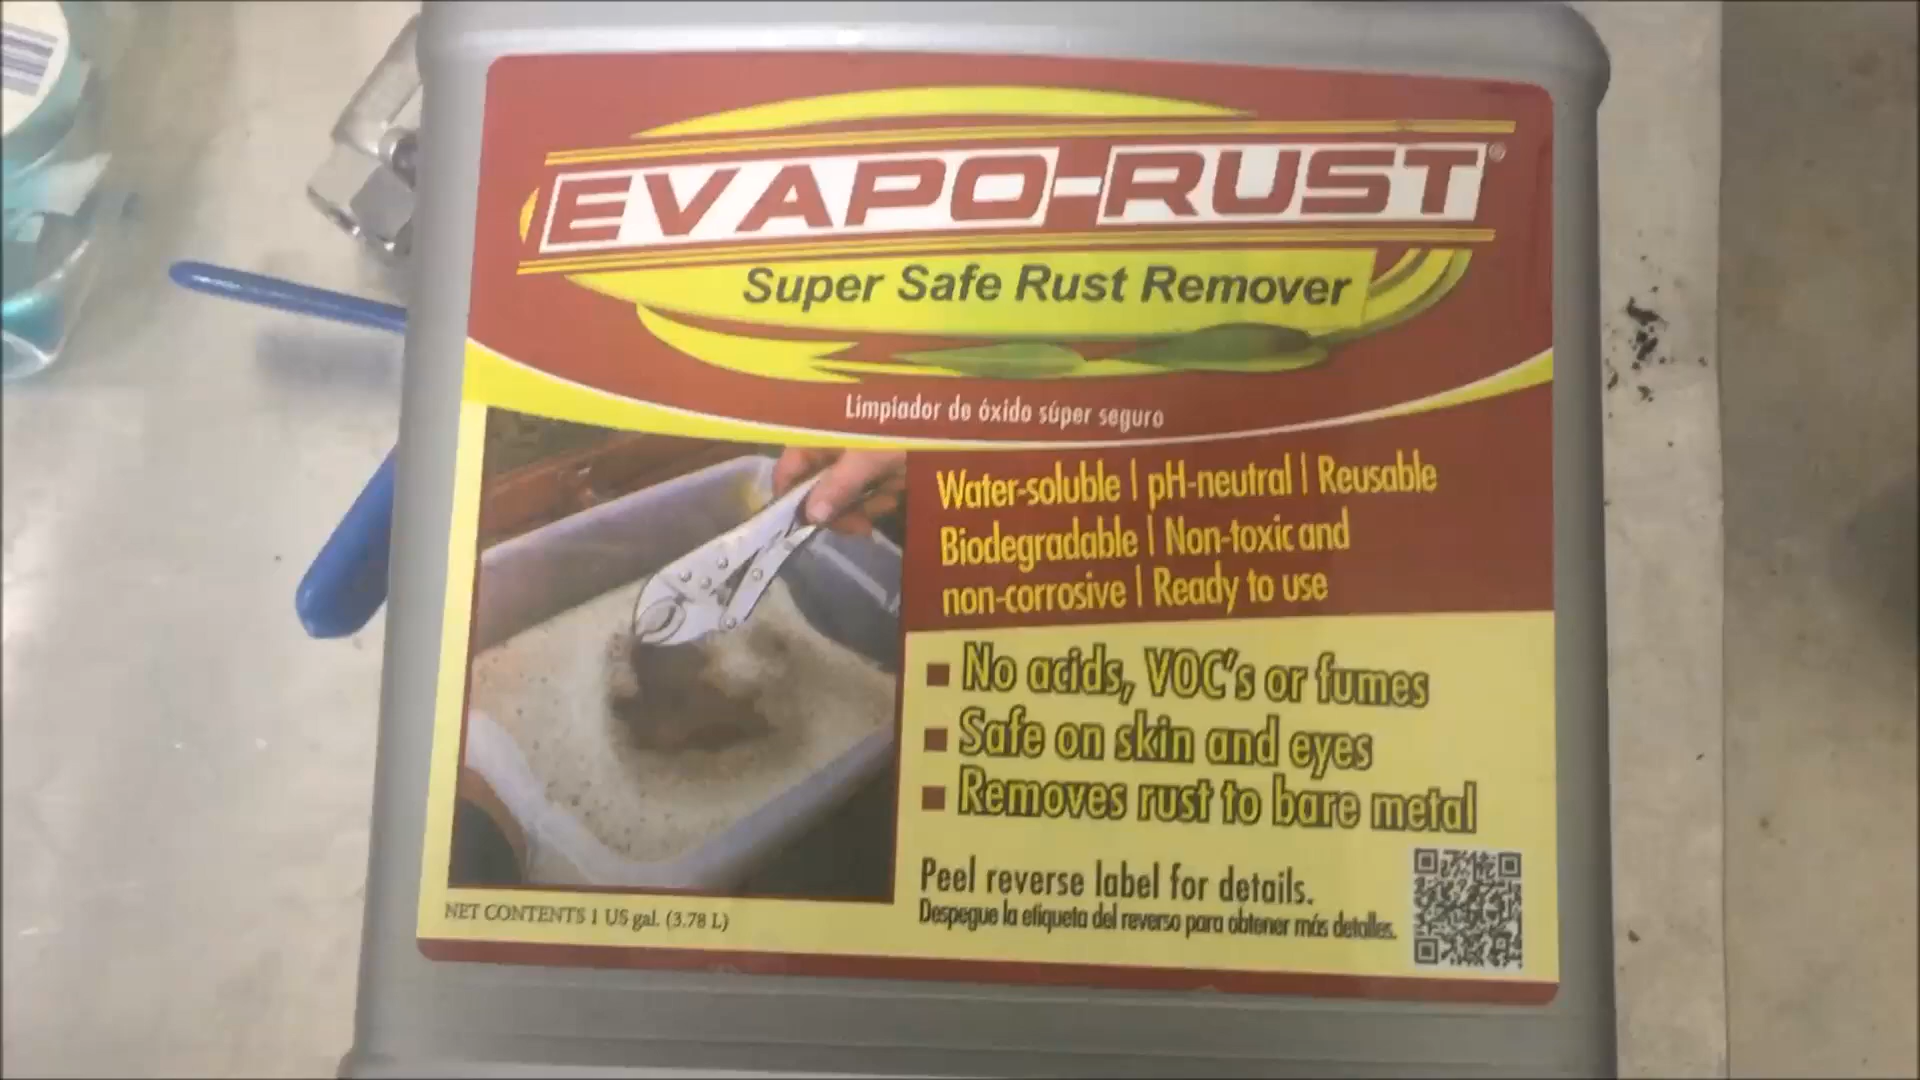 EVAPO-RUST®
Super Safe Rust Remover
Limpiador de óxido súper seguro
Water-soluble | pH-neutral | Reusable
Biodegradable | Non-toxic and
non-corrosive | Ready to use
No acids, VOC's or fumes
Safe on skin and eyes
Removes rust to bare metal
Peel reverse label for details.
Despegue la etiqueta del reverso para obtener más detalles.
NET CONTENTS 1 US gal. (3.78 L)